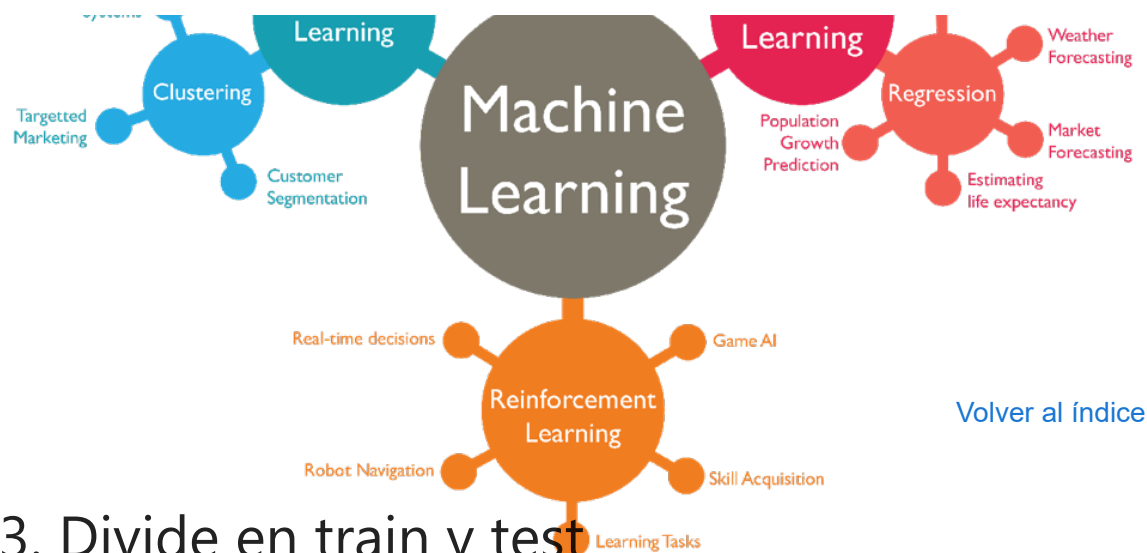 Learning
Clustering
Targetted
Marketing
Customer
Segmentation
Machine
Learning
Learning
Regression
Weather
Forecasting
Population
Growth
Prediction
Market
Forecasting
Estimating
life expectancy
Real-time decisions
Game AI
Reinforcement
Learning
Robot Navigation
Skill Acquisition
Learning Tasks
Volver al índice
3. Divide en train y test